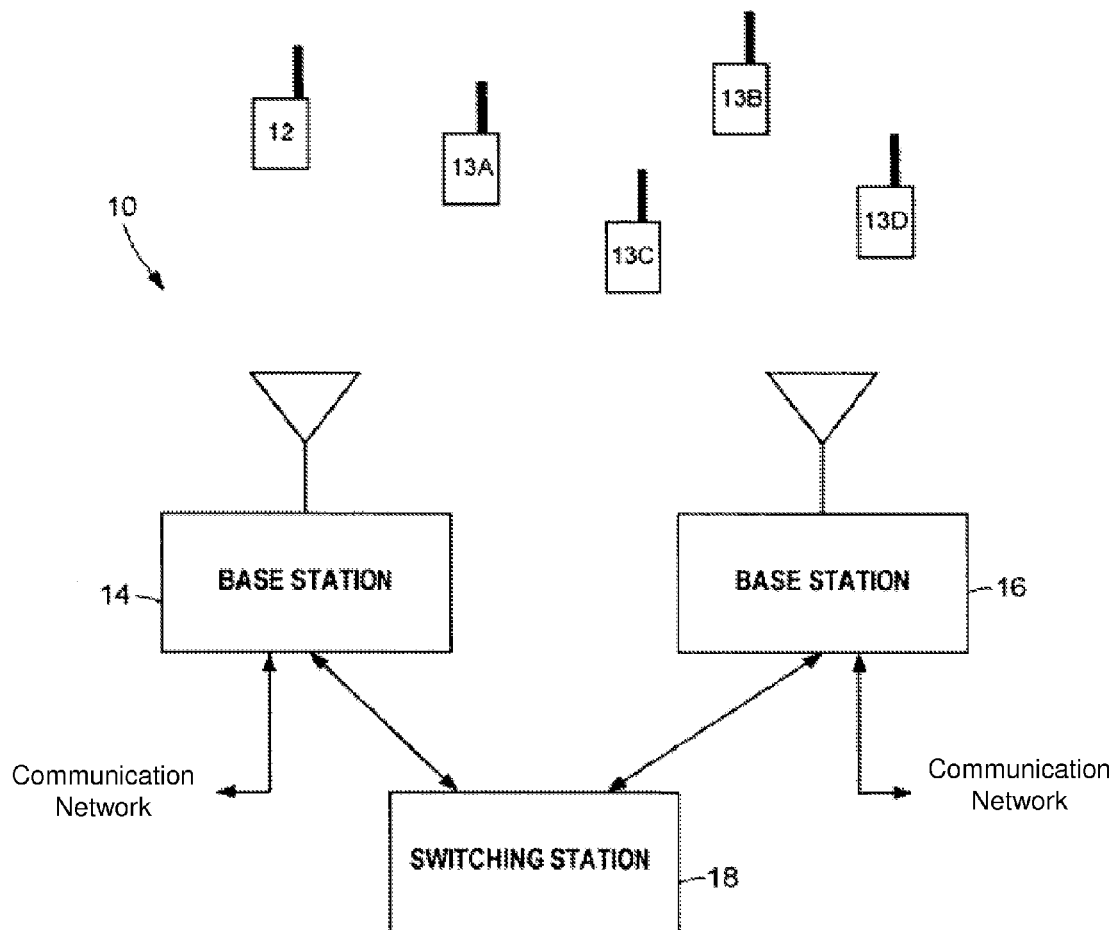 13B
12
13A
13D
10
13C
BASE STATION
14
BASE STATION
16
Communication
Network
Communication
Network
SWITCHING STATION
18